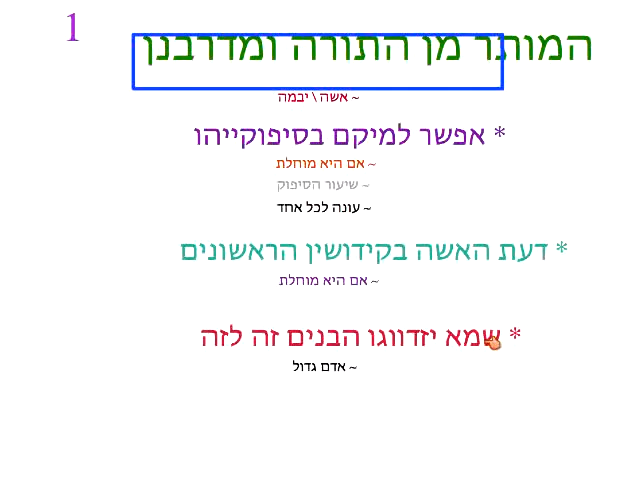 1
המותר מן התורה ומדרבנן
~ אשה \ יבמה
* אפשר למיקם בסיפוקייהו
~ אם היא מוחלת
~ שיעור הסיפוק
~ עונה לכל אחד
* דעת האשה בקידושין הראשונים
~ אם היא מוחלת
* שמא יזדווגו הבנים זה לזה
~ אדם גדול